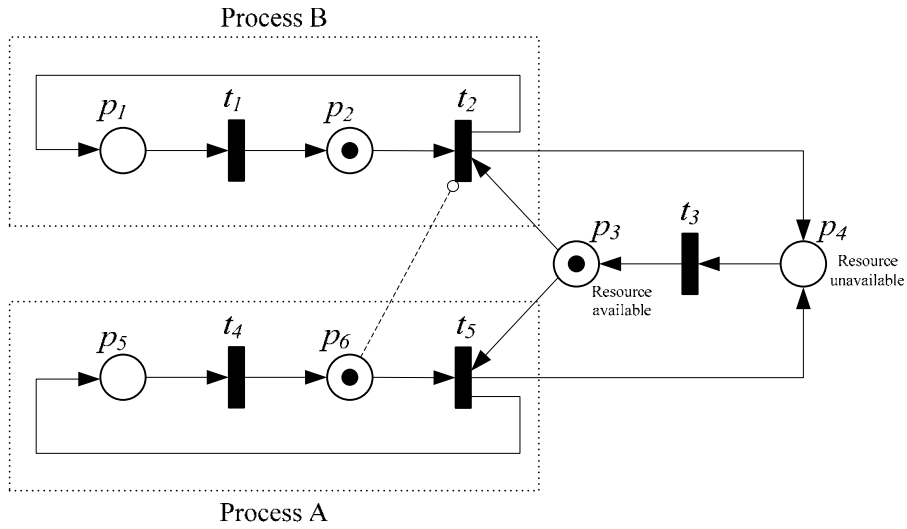 Process B
p1
t1
p2
t2
p3
t3
p4
Resource
unavailable
Resource
available
p5
t4
p6
t5
Process A